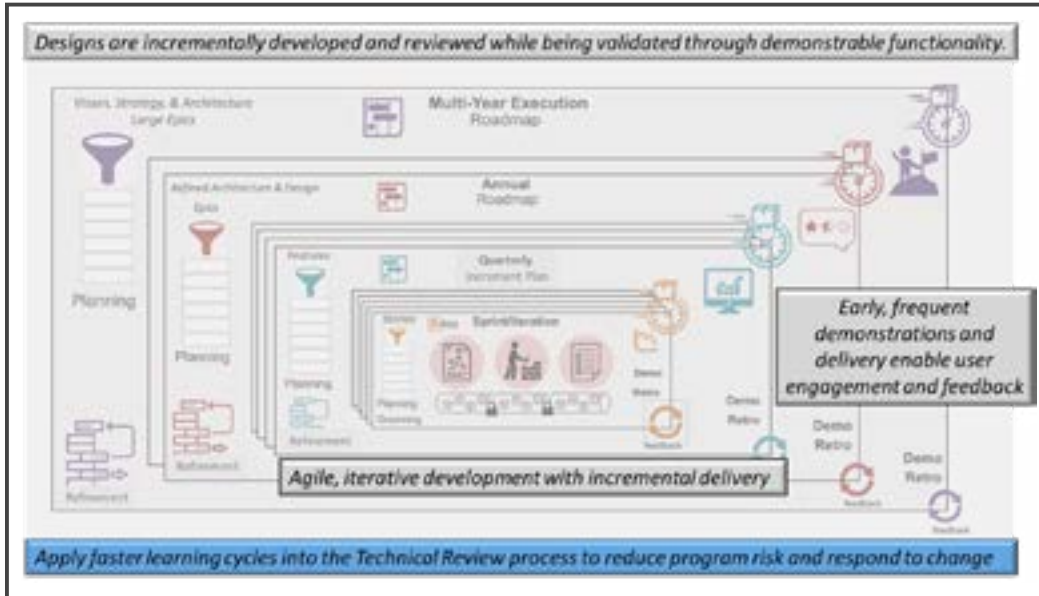 Designs are incrementally developed and reviewed while being validated through demonstrable functionality.
Vision, Strategy, & Architecture
Large Epics
Multi-Year Execution
Roadmap
Refined Architecture & Design
Epics
Annual
Roadmap
Features
Quarterly
Increment Plan
Stories
Sprint/Iteration
Planning
Planning
Planning
Planning
Grooming
Demo
Retro
Feedback
Early, frequent
demonstrations and
delivery enable user
engagement and feedback
Demo
Retro
Demo
Retro
Feedback
Demo
Retro
Feedback
Refinement
Refinement
Refinement
Agile, iterative development with incremental delivery
Apply faster learning cycles into the Technical Review process to reduce program risk and respond to change